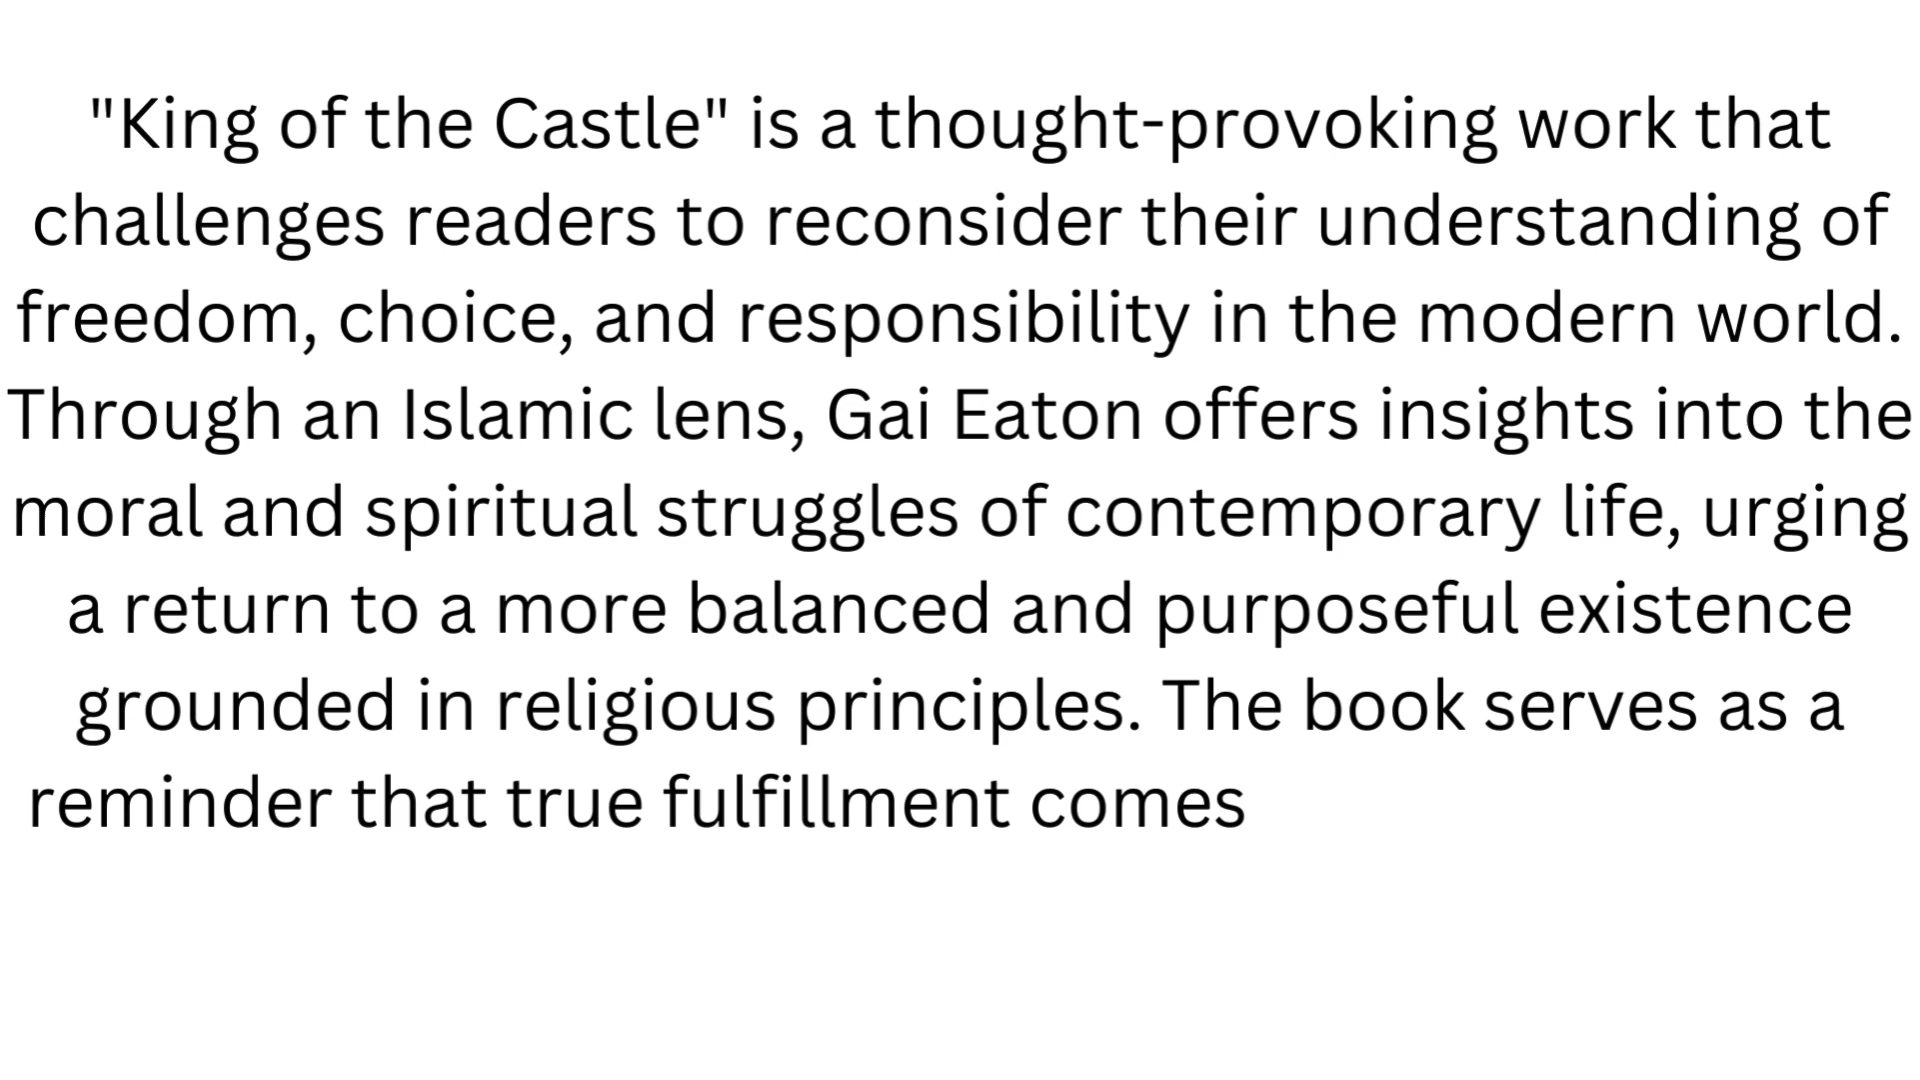 "King of the Castle" is a thought-provoking work that
challenges readers to reconsider their understanding of
freedom, choice, and responsibility in the modern world.
Through an Islamic lens, Gai Eaton offers insights into the
moral and spiritual struggles of contemporary life, urging
a return to a more balanced and purposeful existence
grounded in religious principles. The book serves as a
reminder that true fulfillment comes